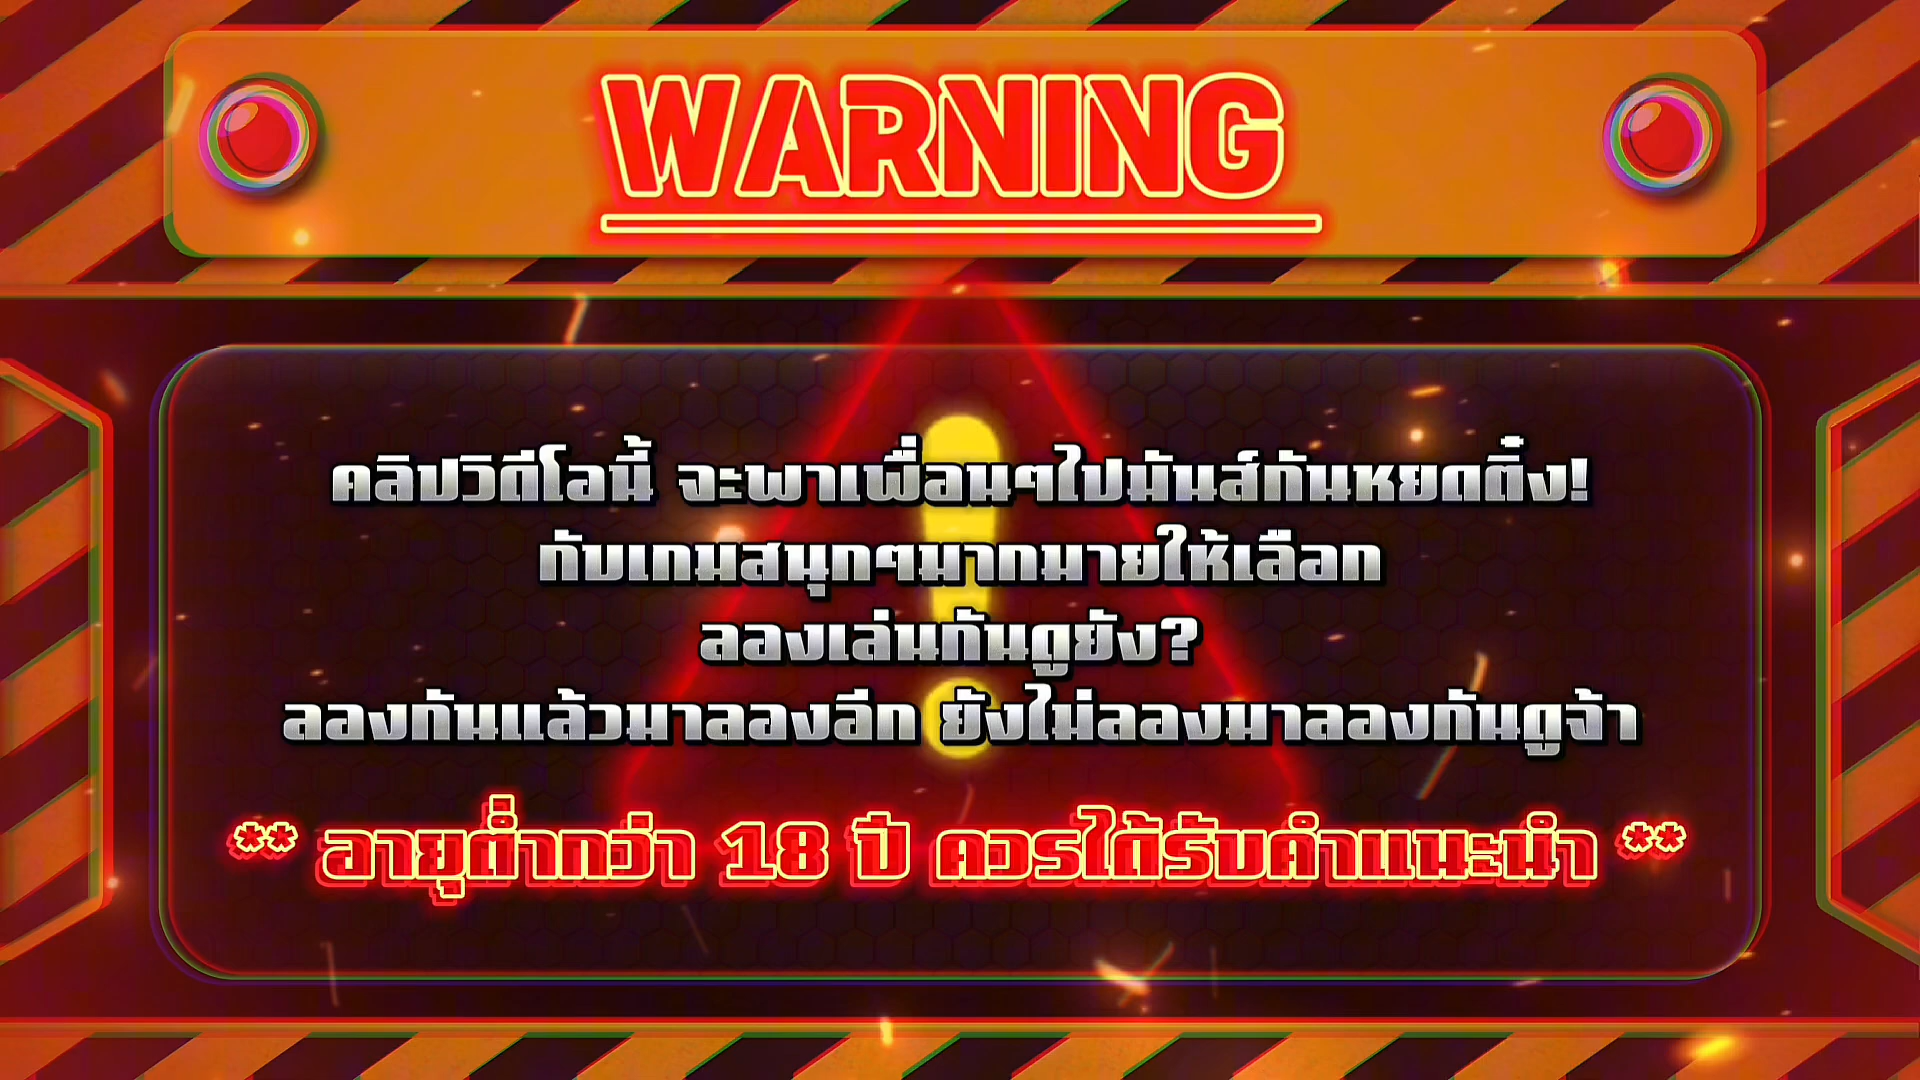 WARNING
คลิปวิดีโอนี้ จะพาเพื่อนๆไปมันส์กันหยดติ๋ง!
กับเกมสนุกๆมากมายให้เลือก
ลองเล่นกันดูยัง?
ลองกันแล้วมาลองอีก ยังไม่ลองมาลองกันดูจ้า
** อายุต่ำกว่า 18 ปี ควรได้รับคำแนะนำ **